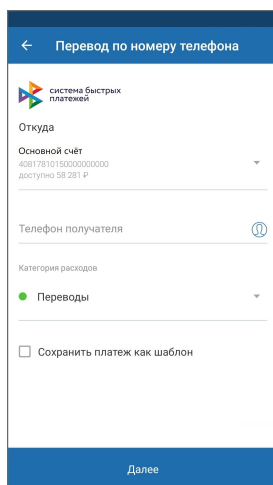 Перевод по номеру телефона
система быстрых
платежей
Откуда
Основной счёт
40817810150000000000
доступно 58 281 ₽
Телефон получателя
Категория расходов
Переводы
Сохранить платеж как шаблон
Далее